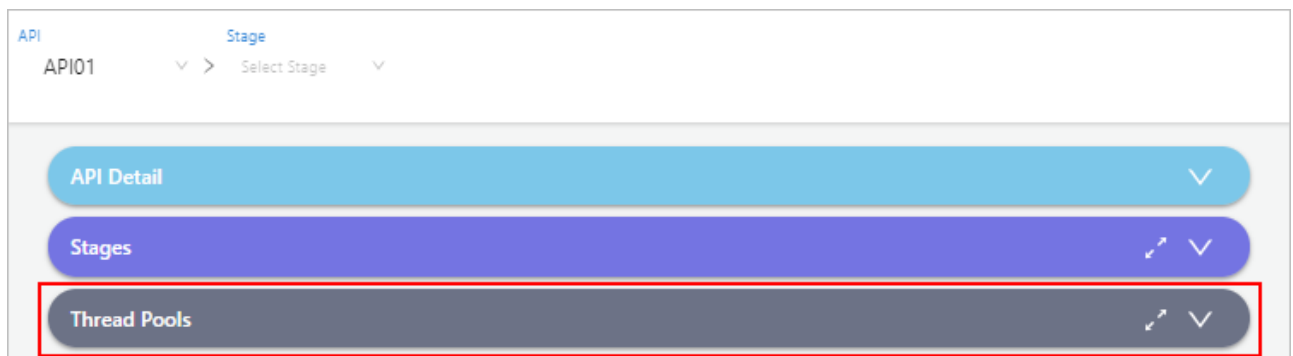 API Stage
API01 > Select Stage
API Detail
Stages
Thread Pools